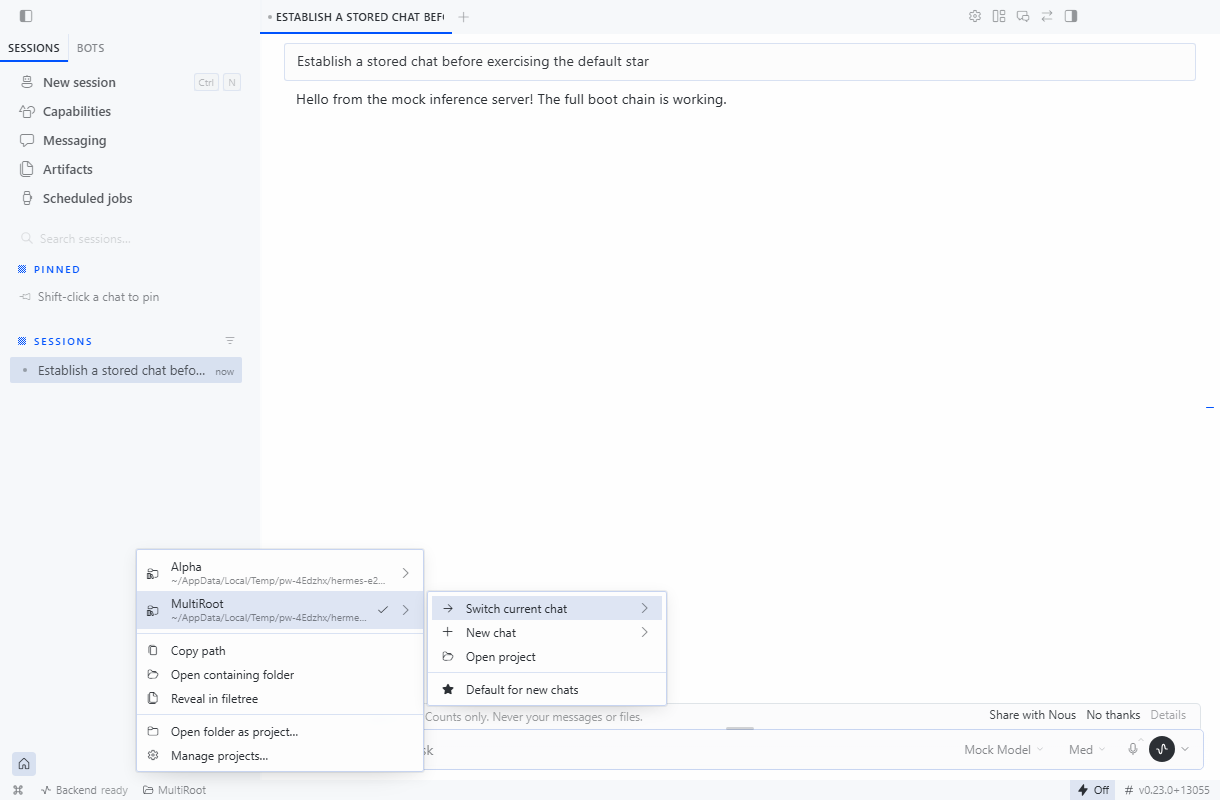 ESTABLISH A STORED CHAT BEF
SESSIONS BOTS
New session Ctrl N
Capabilities
Messaging
Artifacts
Scheduled jobs
Search sessions...
PINNED
Shift-click a chat to pin
SESSIONS
Establish a stored chat befo... now
Establish a stored chat before exercising the default star
Hello from the mock inference server! The full boot chain is working.
Alpha
~/AppData/Local/Temp/pw-4Edzhx/hermes-e2...
MultiRoot
~/AppData/Local/Temp/pw-4Edzhx/herme...
Copy path
Open containing folder
Reveal in filetree
Open folder as project...
Manage projects...
Switch current chat
New chat
Open project
Default for new chats
Counts only. Never your messages or files.
Share with Nous No thanks Details
sk
Mock Model Med
Backend ready MultiRoot
Off # v0.23.0+13055